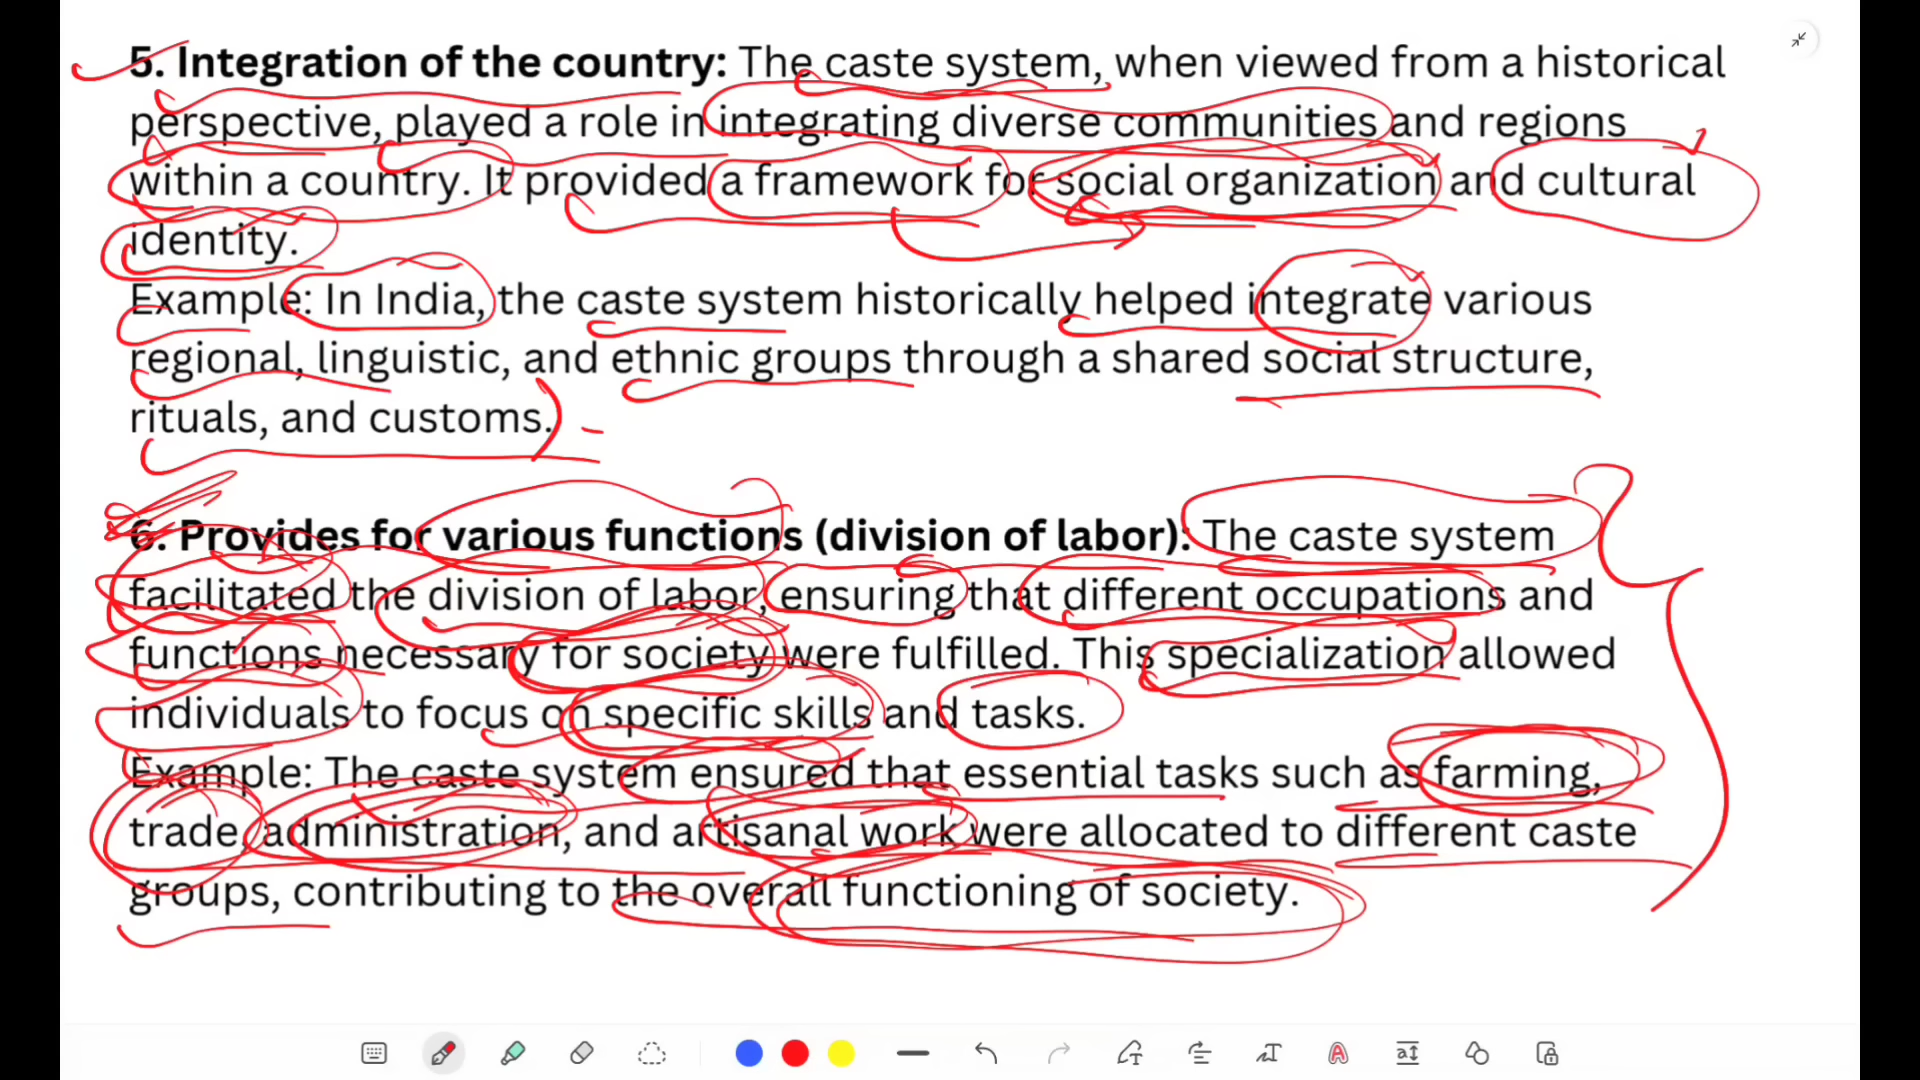 5. Integration of the country: The caste system, when viewed from a historical
perspective, played a role in integrating diverse communities and regions
within a country. It provided a framework for social organization and cultural
identity.
Example: In India, the caste system historically helped integrate various
regional, linguistic, and ethnic groups through a shared social structure,
rituals, and customs.
6. Provides for various functions (division of labor): The caste system
facilitated the division of labor, ensuring that different occupations and
functions necessary for society were fulfilled. This specialization allowed
individuals to focus on specific skills and tasks.
Example: The caste system ensured that essential tasks such as farming,
trade, administration, and artisanal work were allocated to different caste
groups, contributing to the overall functioning of society.